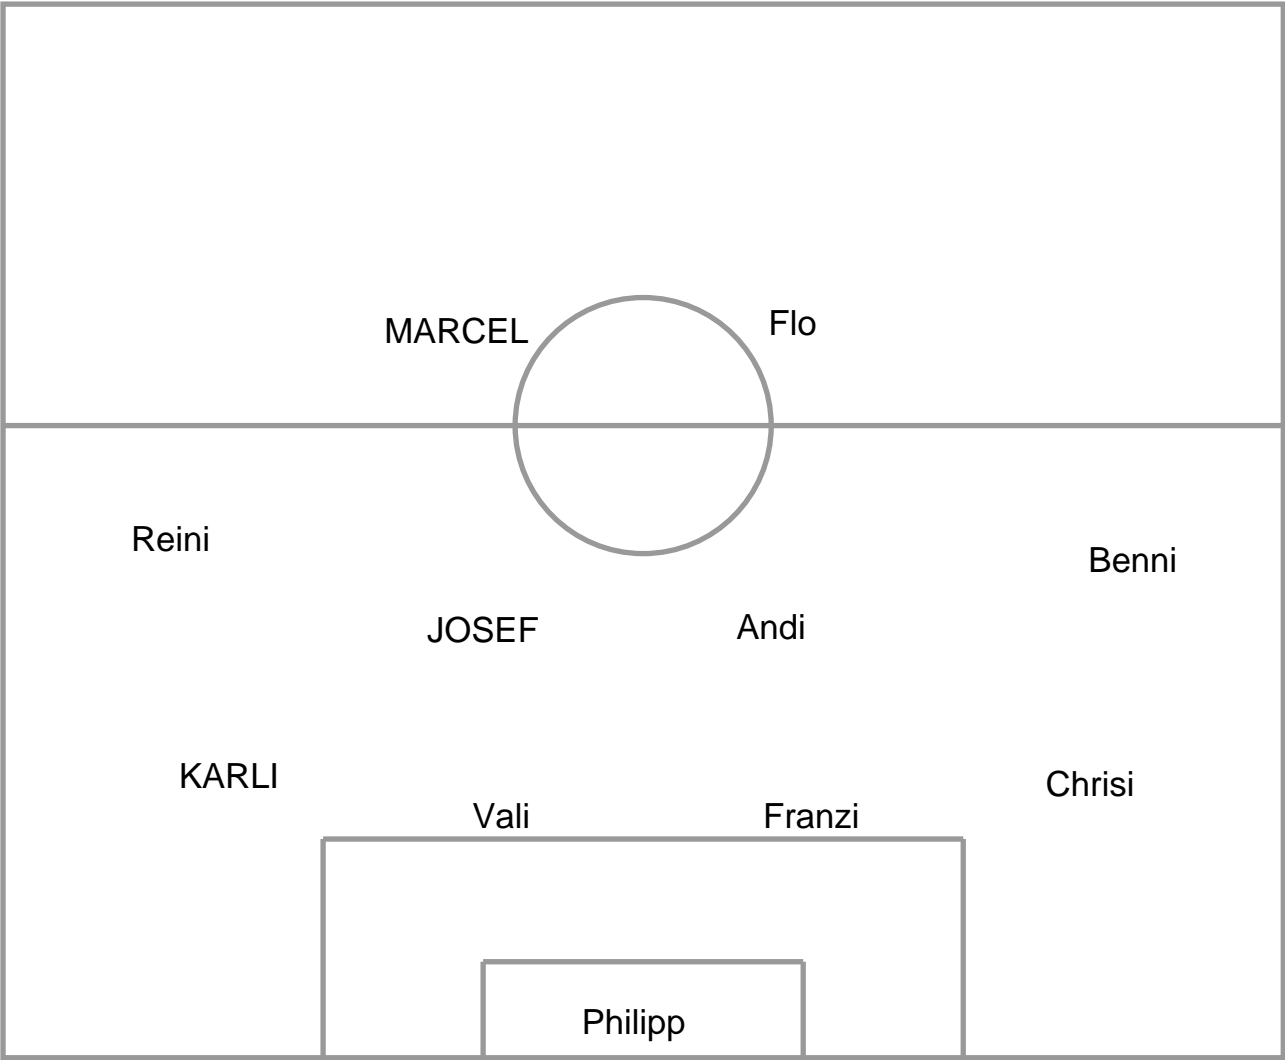 MARCEL
Flo
Reini
Benni
JOSEF
Andi
KARLI
Chrisi
Vali
Franzi
Philipp